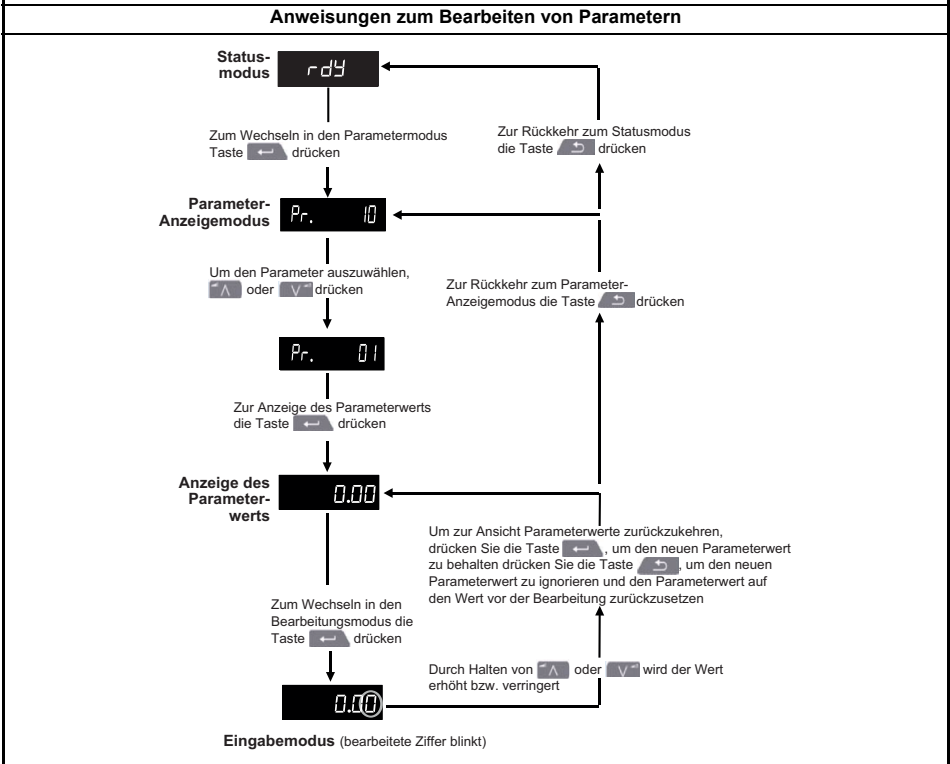 Anweisungen zum Bearbeiten von Parametern
Status-
modus
rdY
Zum Wechseln in den Parametermodus
Taste drücken
Zur Rückkehr zum Statusmodus
die Taste drücken
Parameter-
Anzeigemodus
Pr. 10
Um den Parameter auszuwählen,
oder drücken
Zur Rückkehr zum Parameter-
Anzeigemodus die Taste drücken
Pr. 01
Zur Anzeige des Parameterwerts
die Taste drücken
Anzeige des
Parameter-
werts
0.00
Um zur Ansicht Parameterwerte zurückzukehren,
drücken Sie die Taste , um den neuen Parameterwert
zu behalten drücken Sie die Taste , um den neuen
Parameterwert zu ignorieren und den Parameterwert auf
den Wert vor der Bearbeitung zurückzusetzen
Zum Wechseln in den
Bearbeitungsmodus die
Taste drücken
Durch Halten von oder wird der Wert
erhöht bzw. verringert
0.00
Eingabemodus (bearbeitete Ziffer blinkt)